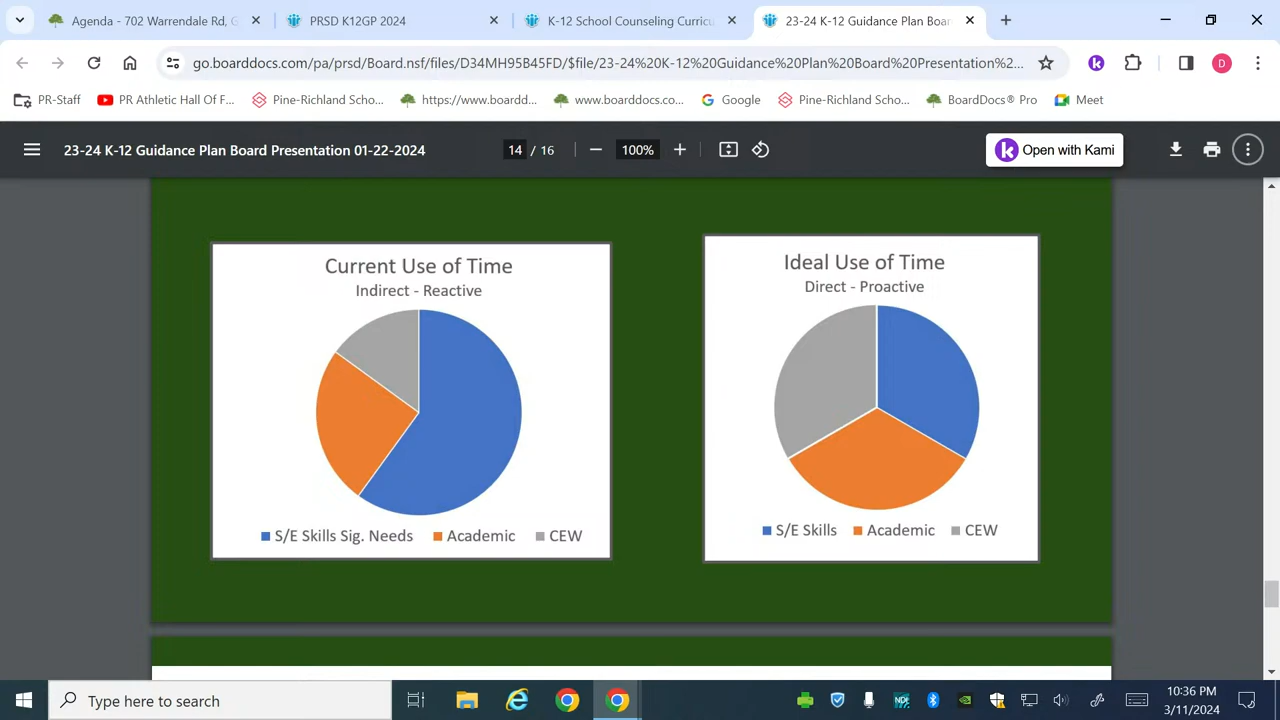 Agenda - 702 Warrendale Rd, G
PRSD K12GP 2024
K-12 School Counseling Curricu
23-24 K-12 Guidance Plan Boar
go.boarddocs.com/pa/prsd/Board.nsf/files/D34MH95B45FD/$file/23-24%20K-12%20Guidance%20Plan%20Board%20Presentation%2...
D
PR-Staff
PR Athletic Hall Of F...
Pine-Richland Scho...
https://www.boardd...
www.boarddocs.co...
Google
Pine-Richland Scho...
BoardDocs® Pro
Meet
23-24 K-12 Guidance Plan Board Presentation 01-22-2024
14 / 16
100%
k Open with Kami
Current Use of Time
Indirect - Reactive
S/E Skills Sig. Needs Academic CEW
Ideal Use of Time
Direct - Proactive
S/E Skills Academic CEW
Type here to search
10:36 PM
3/11/2024